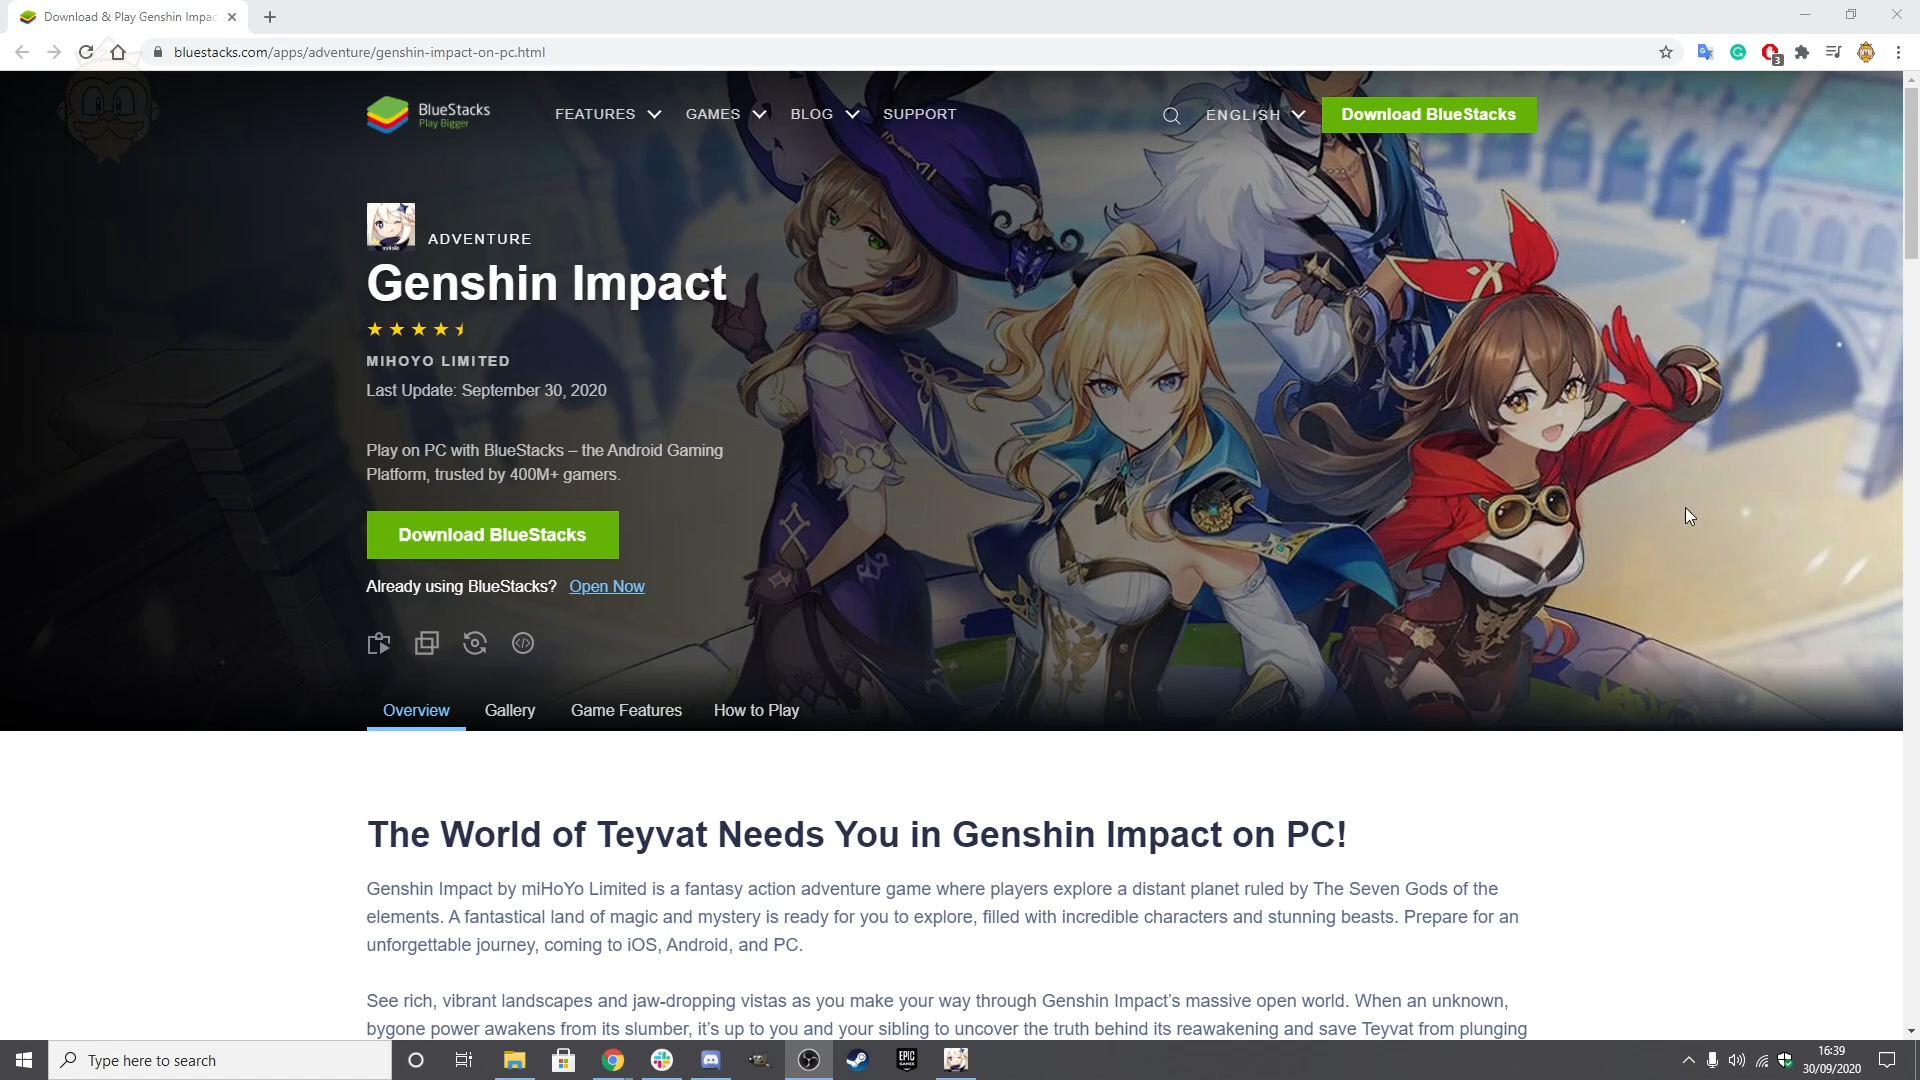 Download & Play Genshin Impac
bluestacks.com/apps/adventure/genshin-impact-on-pc.html
3
BlueStacks
Play Bigger
FEATURES
GAMES
BLOG
SUPPORT
ENGLISH
Download BlueStacks
miHoYo
ADVENTURE
Genshin Impact
MIHOYO LIMITED
Last Update: September 30, 2020
Play on PC with BlueStacks – the Android Gaming
Platform, trusted by 400M+ gamers.
Download BlueStacks
Already using BlueStacks? Open Now
Overview
Gallery
Game Features
How to Play
The World of Teyvat Needs You in Genshin Impact on PC!
Genshin Impact by miHoYo Limited is a fantasy action adventure game where players explore a distant planet ruled by The Seven Gods of the
elements. A fantastical land of magic and mystery is ready for you to explore, filled with incredible characters and stunning beasts. Prepare for an
unforgettable journey, coming to iOS, Android, and PC.
See rich, vibrant landscapes and jaw-dropping vistas as you make your way through Genshin Impact’s massive open world. When an unknown,
bygone power awakens from its slumber, it’s up to you and your sibling to uncover the truth behind its reawakening and save Teyvat from plunging
Type here to search
EPIC
GAMES
16:39
30/09/2020